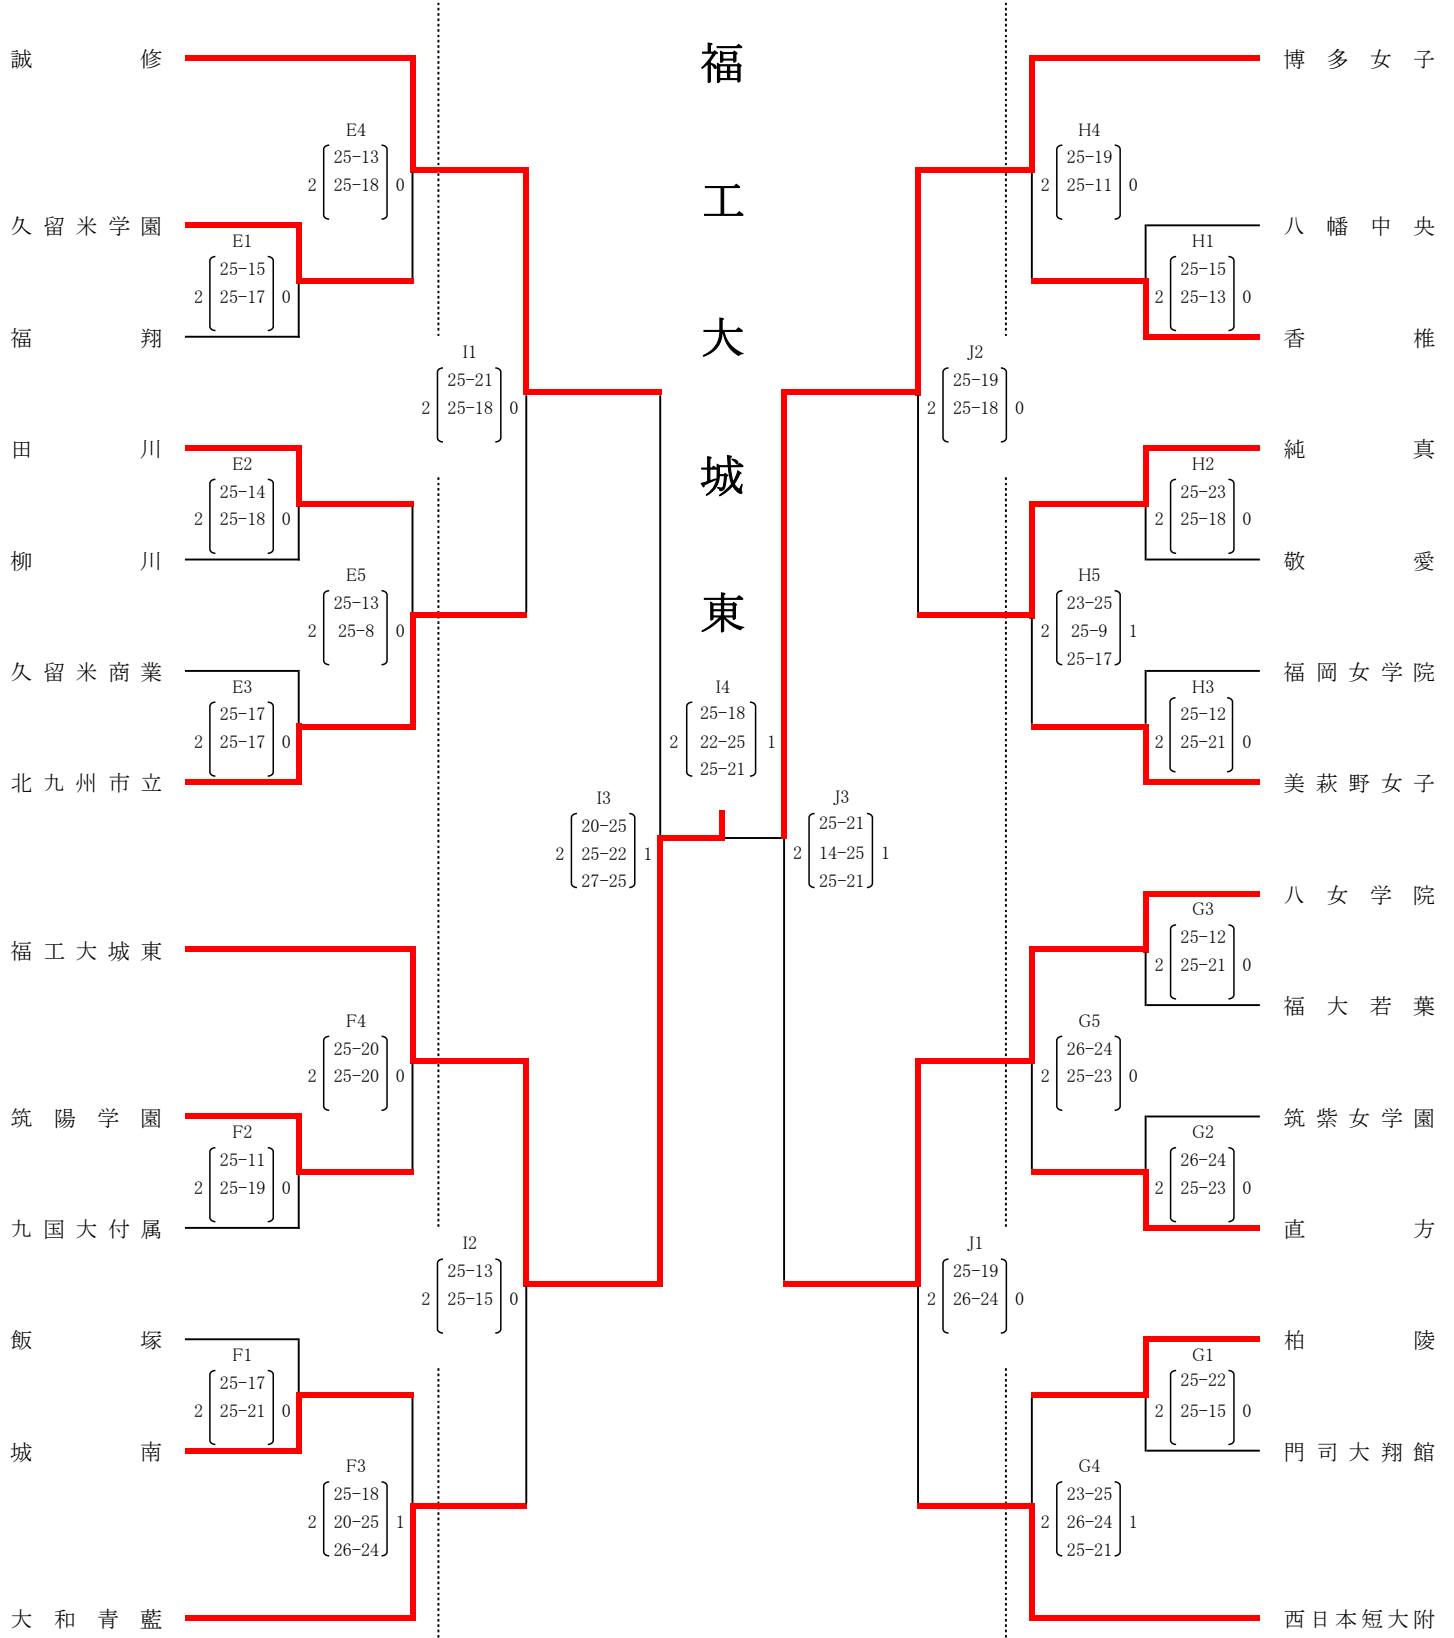 福工大城東
誠修
E4
25-13
2 25-18 0
久留米学園
E1
25-15
2 25-17 0
福翔
I1
25-21
2 25-18 0
田川
E2
25-14
2 25-18 0
柳川
E5
25-13
2 25-8 0
久留米商業
E3
25-17
2 25-17 0
北九州市立
I3
20-25
2 25-22 1
27-25
福工大城東
F4
25-20
2 25-20 0
筑陽学園
F2
25-11
2 25-19 0
九国大付属
I2
25-13
2 25-15 0
飯塚
F1
25-17
2 25-21 0
城南
F3
25-18
2 20-25 1
26-24
大和青藍
I4
25-18
2 22-25 1
25-21
博多女子
H4
25-19
2 25-11 0
八幡中央
H1
25-15
2 25-13 0
香椎
J2
25-19
2 25-18 0
純真
H2
25-23
2 25-18 0
敬愛
H5
23-25
2 25-9 1
25-17
福岡女学院
H3
25-12
2 25-21 0
美萩野女子
J3
25-21
2 14-25 1
25-21
八女学院
G3
25-12
2 25-21 0
福大若葉
G5
26-24
2 25-23 0
筑紫女学園
G2
26-24
2 25-23 0
直方
J1
25-19
2 26-24 0
柏陵
G1
25-22
2 25-15 0
門司大翔館
G4
23-25
2 26-24 1
25-21
西日本短大附